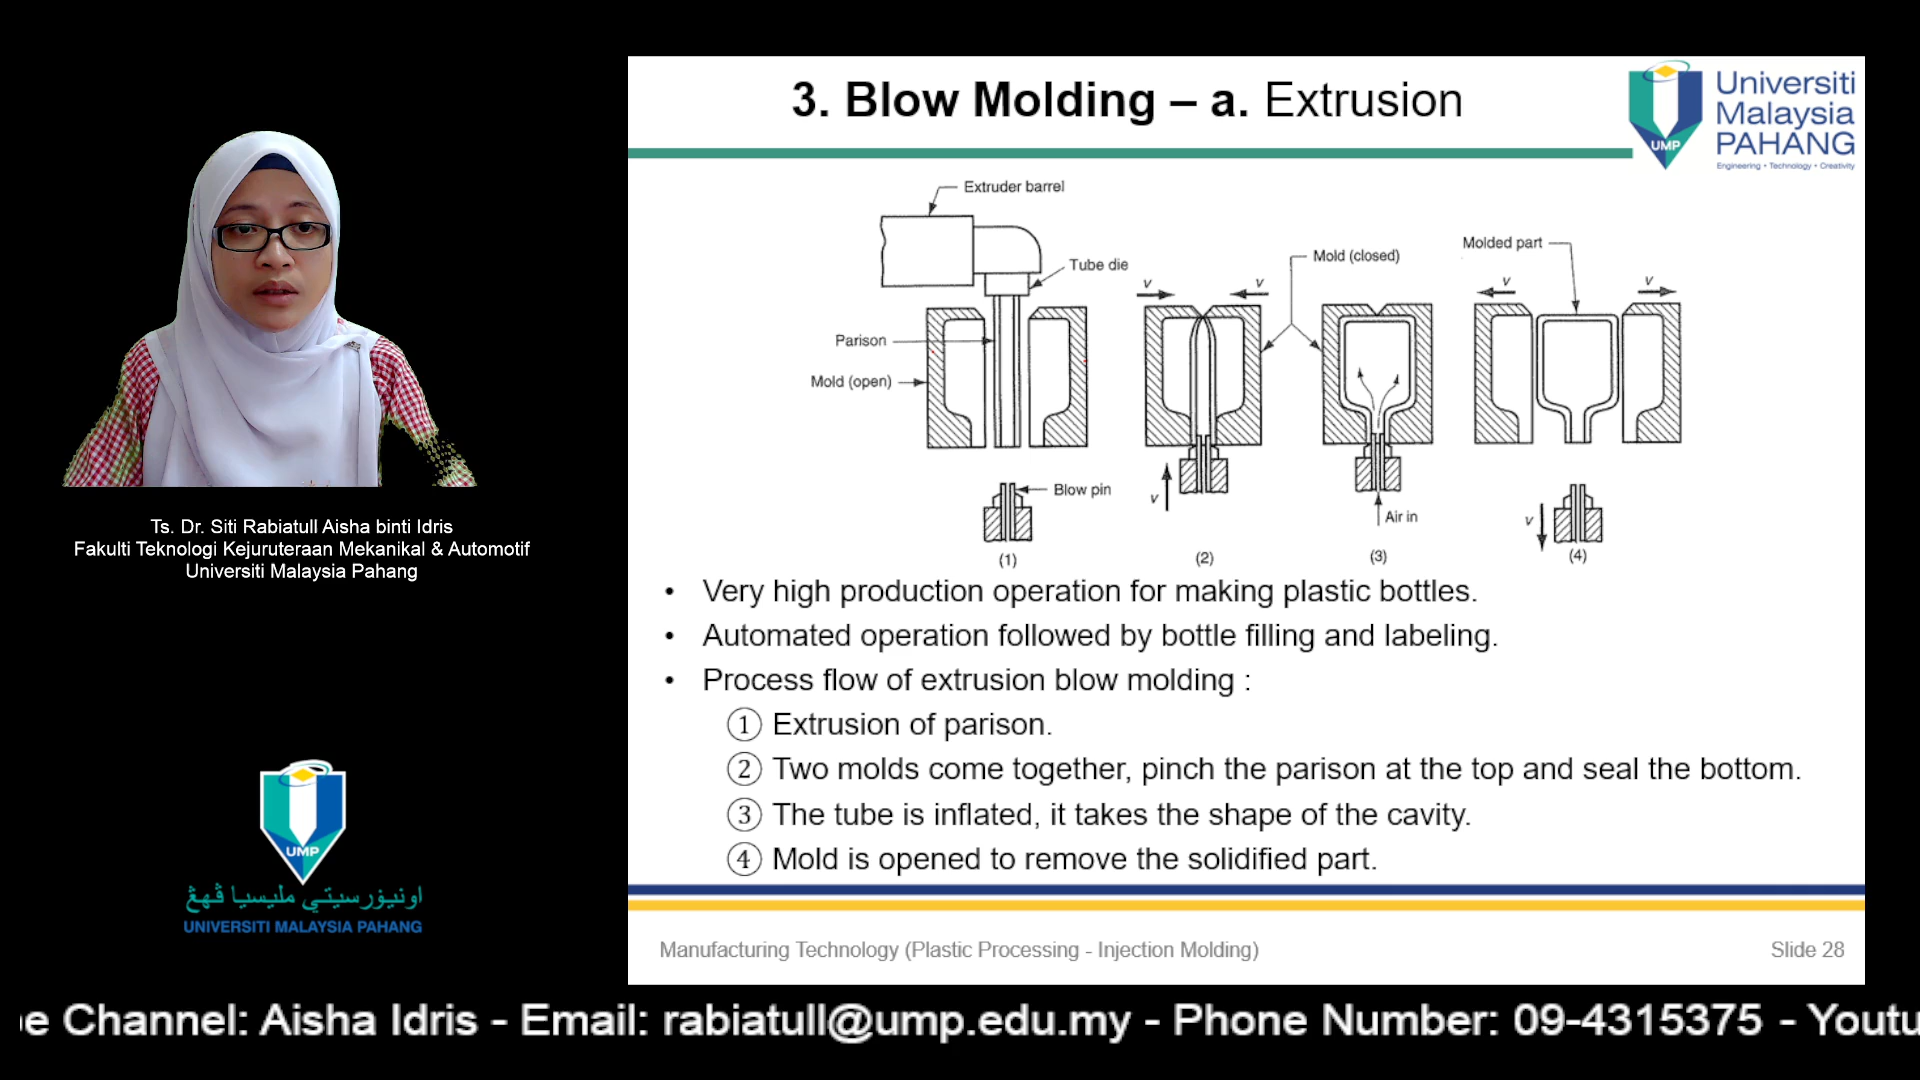 3. Blow Molding – a. Extrusion
Universiti
Malaysia
PAHANG
Engineering • Technology • Creativity
UMP
Extruder barrel
Tube die
Parison
Mold (open)
Blow pin
(1)
v
v
v
(2)
Mold (closed)
Air in
(3)
Molded part
v
v
v
(4)
• Very high production operation for making plastic bottles.
• Automated operation followed by bottle filling and labeling.
• Process flow of extrusion blow molding :
① Extrusion of parison.
② Two molds come together, pinch the parison at the top and seal the bottom.
③ The tube is inflated, it takes the shape of the cavity.
④ Mold is opened to remove the solidified part.
Manufacturing Technology (Plastic Processing - Injection Molding)
Slide 28
Ts. Dr. Siti Rabiatull Aisha binti Idris
Fakulti Teknologi Kejuruteraan Mekanikal & Automotif
Universiti Malaysia Pahang
UMP
اونيۏرسيتي مليسيا ڤهڠ
UNIVERSITI MALAYSIA PAHANG
e Channel: Aisha Idris - Email: rabiatull@ump.edu.my - Phone Number: 09-4315375 - Youtu